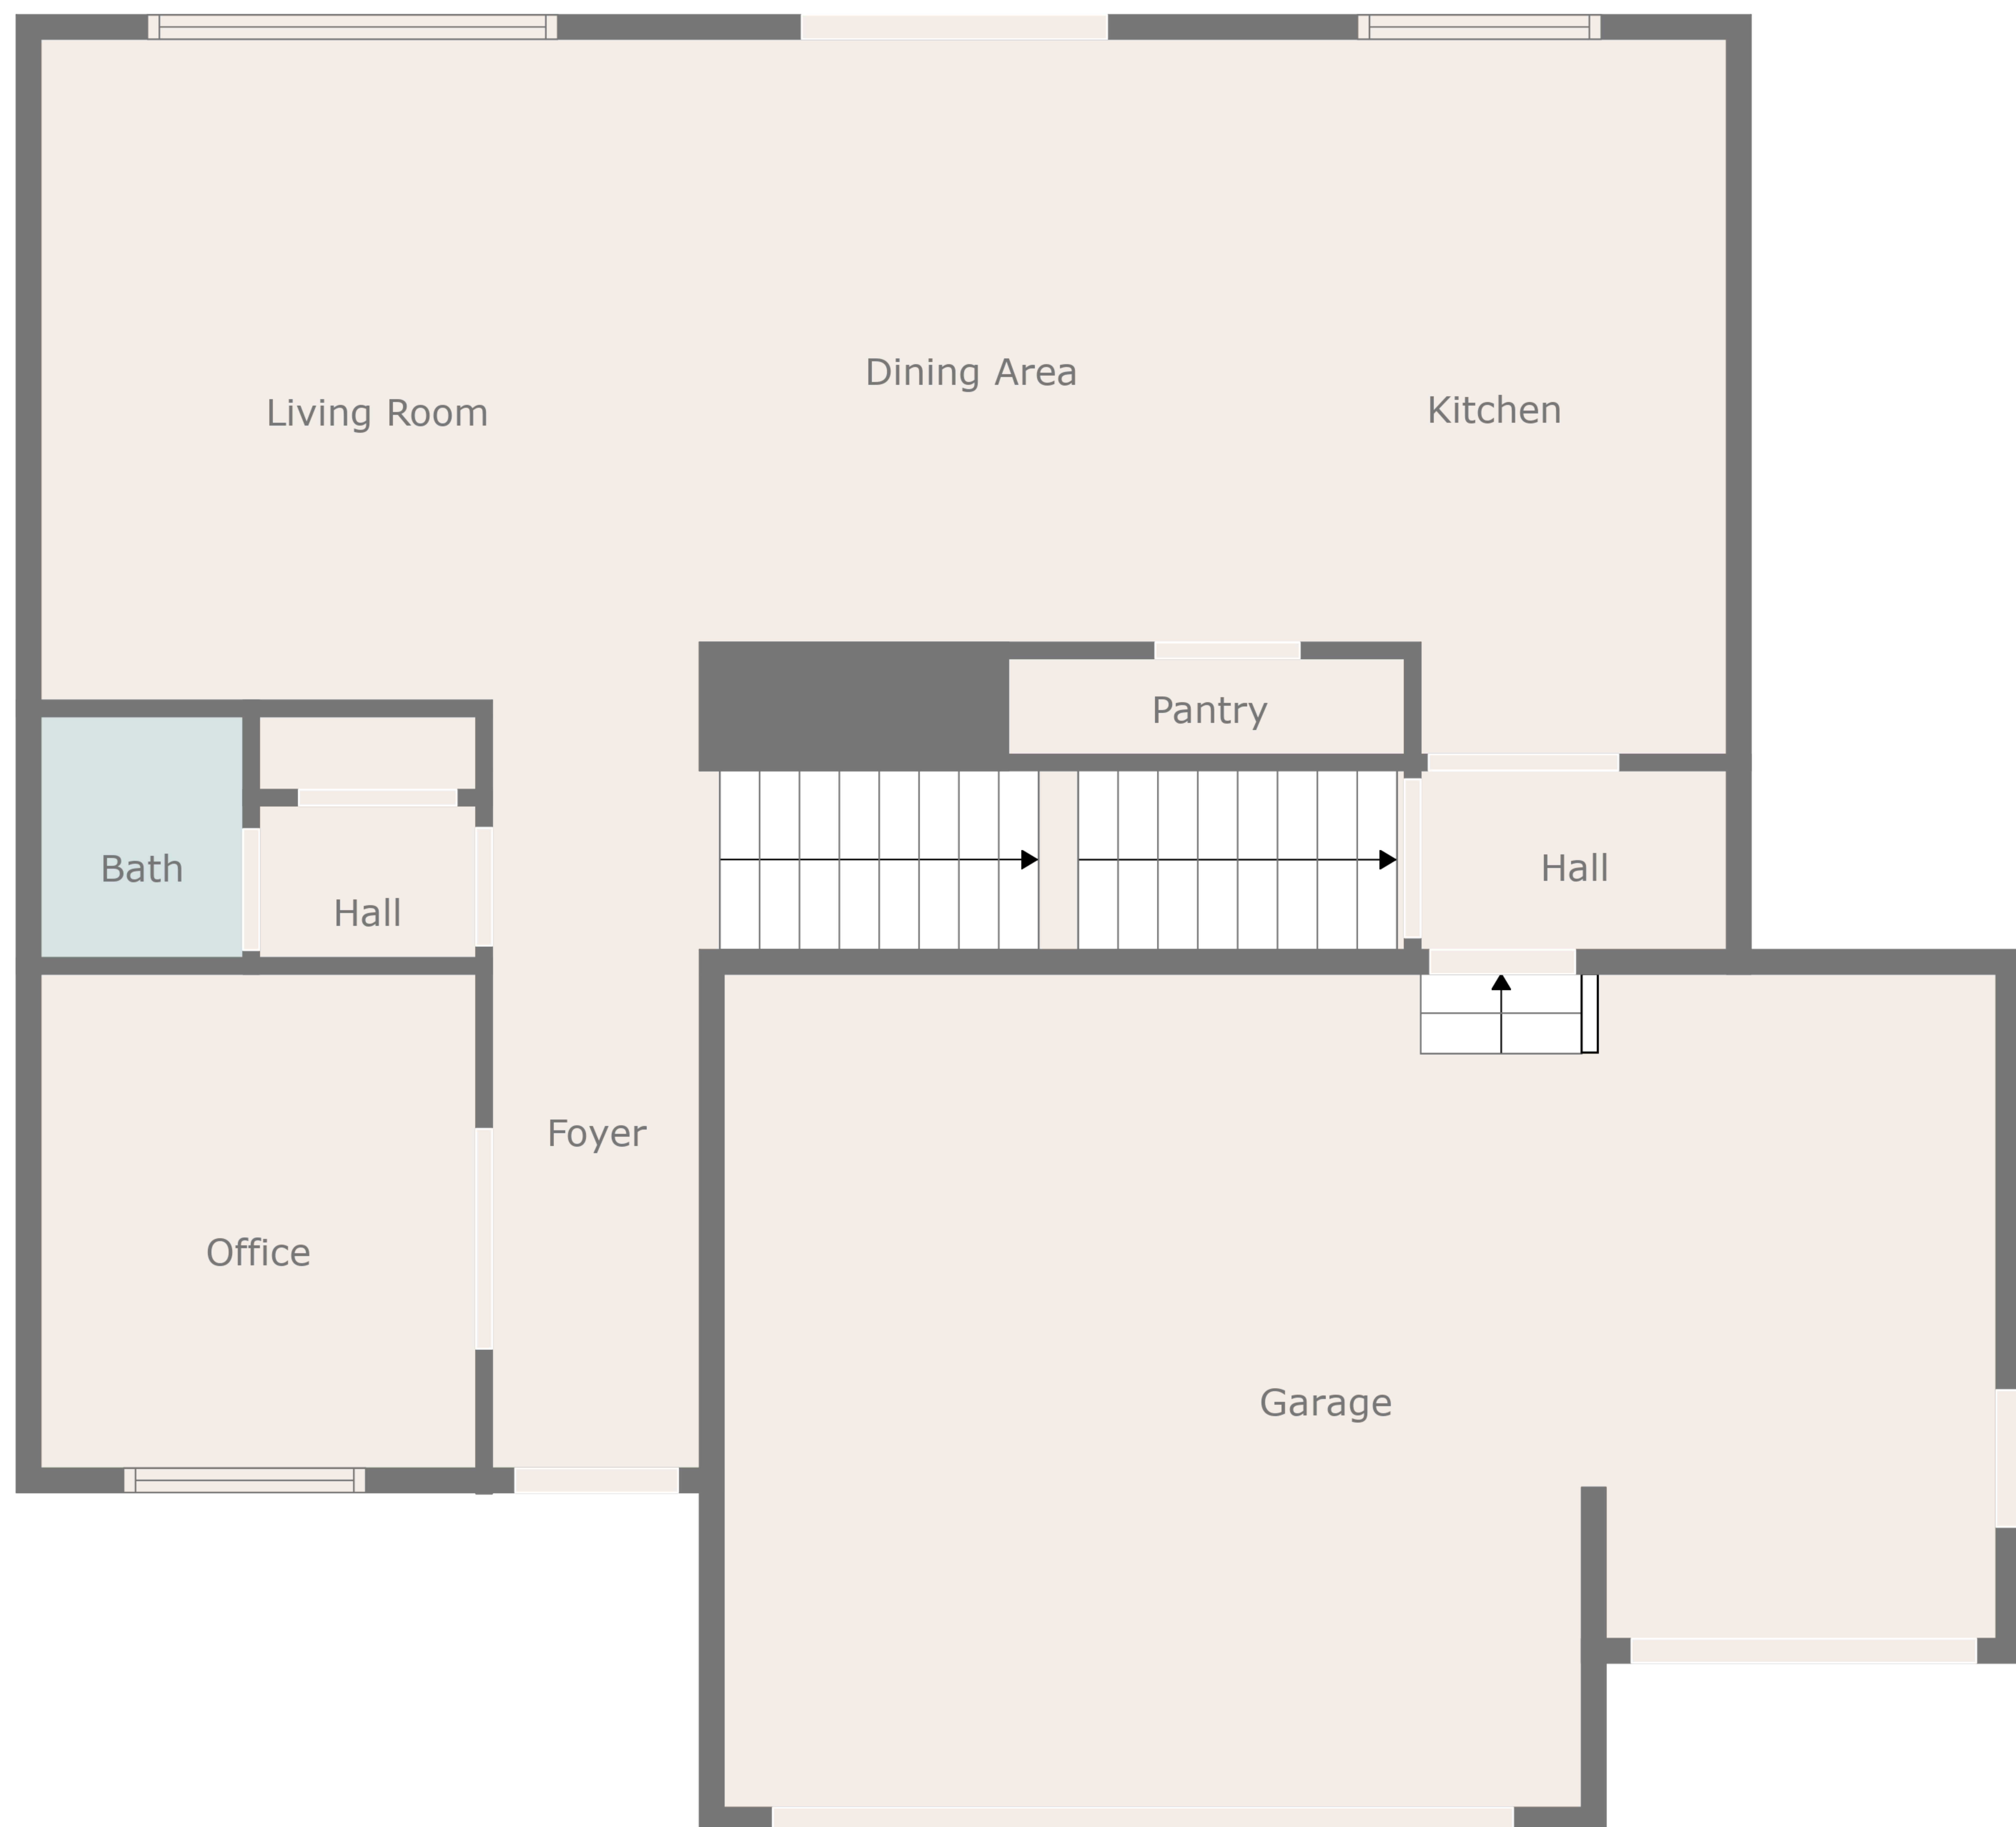 Dining Area
Living Room
Kitchen
Pantry
Bath
Hall
Hall
Foyer
Office
Garage